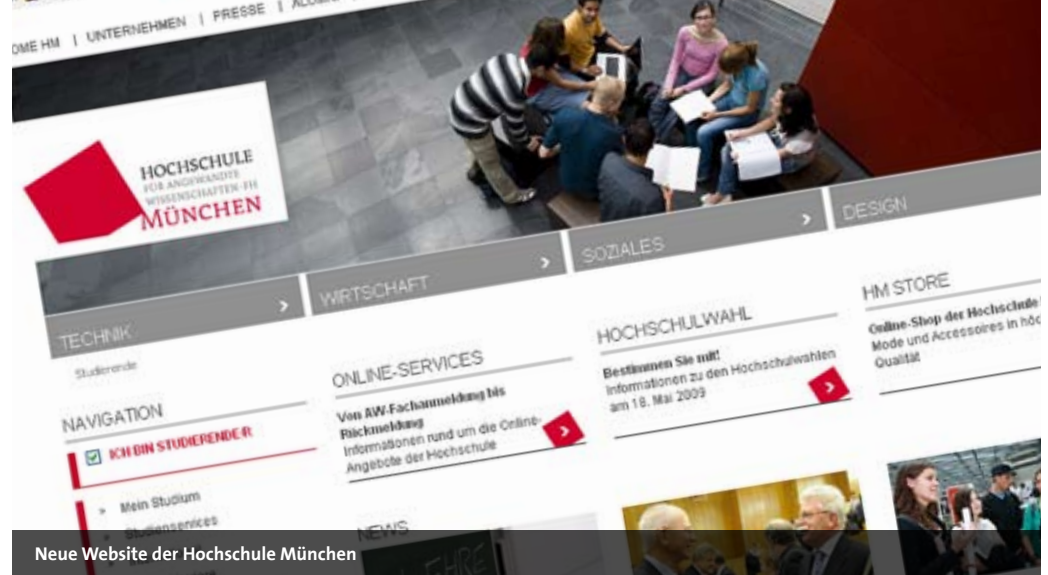 HM | UNTERNEHMEN | PRESSE |
HOCHSCHULE
FÜR ANGEWANDTE
WISSENSCHAFTEN-FH
MÜNCHEN
TECHNIK
WIRTSCHAFT
SOZIALES
DESIGN
Studierende
NAVIGATION
ICH BIN STUDIERENDE-R
» Mein Studium
» Studienservices
ONLINE-SERVICES
Von AW-Fachanmeldung bis
Rückmeldung
Informationen rund um die Online-
Angebote der Hochschule
NEWS
HOCHSCHULWAHL
Bestimmen Sie mit!
Informationen zu den Hochschulwahlen
am 18. Mai 2009
HM STORE
Online-Shop der Hochschule
Mode und Accessoires in
Qualität
Neue Website der Hochschule München